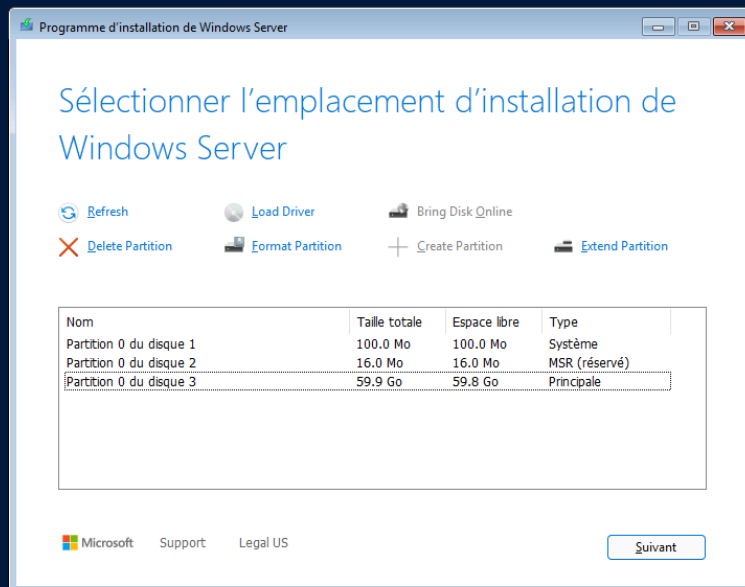 Programme d'installation de Windows Server
Sélectionner l'emplacement d'installation de
Windows Server
Refresh Load Driver Bring Disk Online
Delete Partition Format Partition Create Partition Extend Partition
Nom Taille totale Espace libre Type
Partition 0 du disque 1 100.0 Mo 100.0 Mo Système
Partition 0 du disque 2 16.0 Mo 16.0 Mo MSR (réservé)
Partition 0 du disque 3 59.9 Go 59.8 Go Principale
Microsoft Support Legal US Suivant